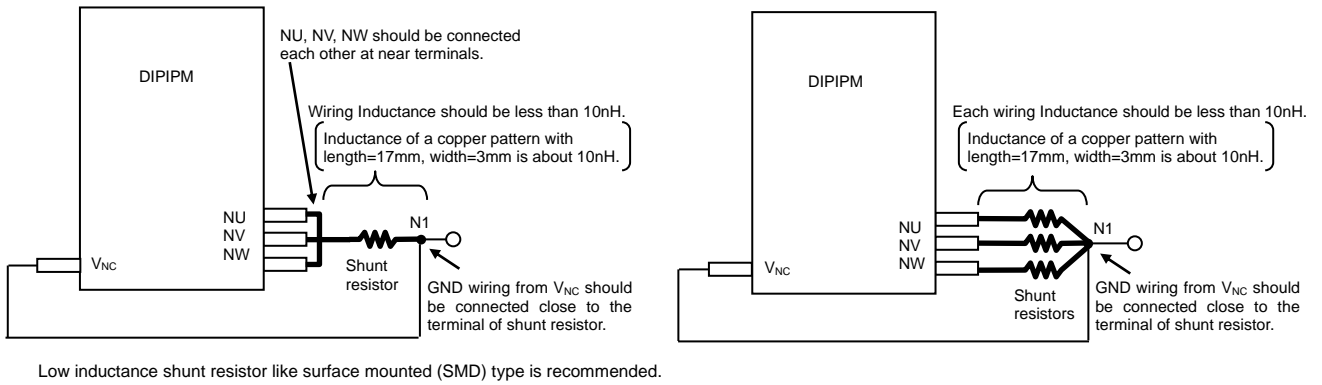 NU, NV, NW should be connected
each other at near terminals.
DIPIPM
Wiring Inductance should be less than 10nH.
Inductance of a copper pattern with
length=17mm, width=3mm is about 10nH.
NU
NV
NW
N1
VNC
Shunt
resistor
GND wiring from VNC should
be connected close to the
terminal of shunt resistor.
DIPIPM
Each wiring Inductance should be less than 10nH.
Inductance of a copper pattern with
length=17mm, width=3mm is about 10nH.
NU
NV
NW
N1
VNC
Shunt
resistors
GND wiring from VNC should
be connected close to the
terminal of shunt resistor.
Low inductance shunt resistor like surface mounted (SMD) type is recommended.